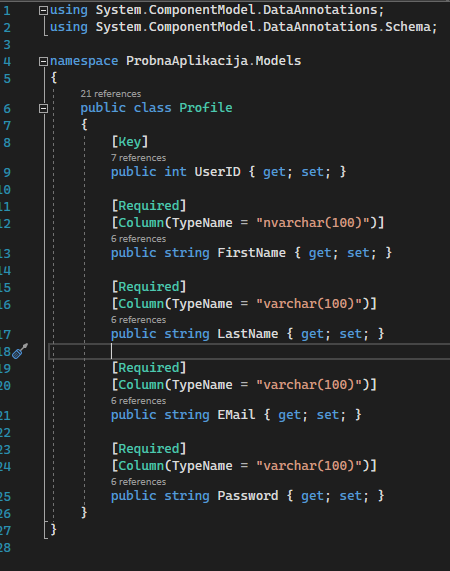 1 using System.ComponentModel.DataAnnotations;
2 using System.ComponentModel.DataAnnotations.Schema;
3
4 namespace ProbnaAplikacija.Models
5 {
21 references
6 public class Profile
7 {
8 [Key]
7 references
9 public int UserID { get; set; }
10
11 [Required]
12 [Column(TypeName = "nvarchar(100)")]
6 references
13 public string FirstName { get; set; }
14
15 [Required]
16 [Column(TypeName = "varchar(100)")]
6 references
17 public string LastName { get; set; }
18
19 [Required]
20 [Column(TypeName = "varchar(100)")]
6 references
21 public string EMail { get; set; }
22
23 [Required]
24 [Column(TypeName = "varchar(100)")]
6 references
25 public string Password { get; set; }
26 }
27 }
28